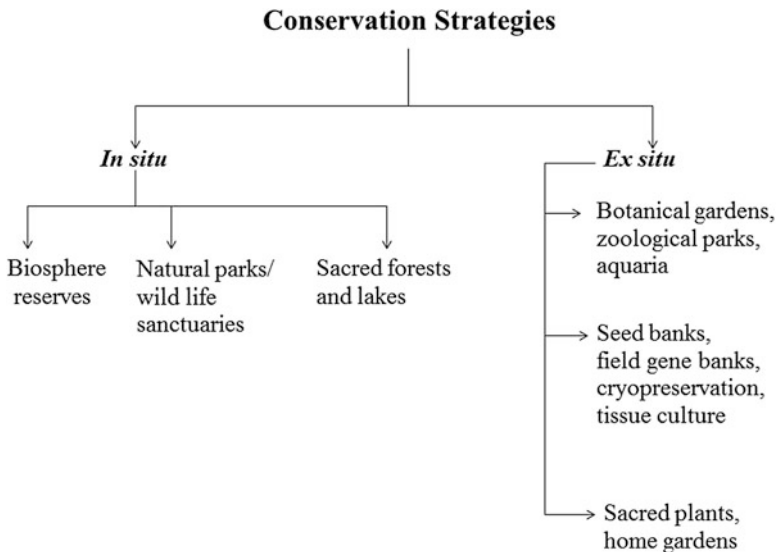 Conservation Strategies
In situ
Ex situ
Biosphere
reserves
Natural parks/
wild life
sanctuaries
Sacred forests
and lakes
Botanical gardens,
zoological parks,
aquaria
Seed banks,
field gene banks,
cryopreservation,
tissue culture
Sacred plants,
home gardens